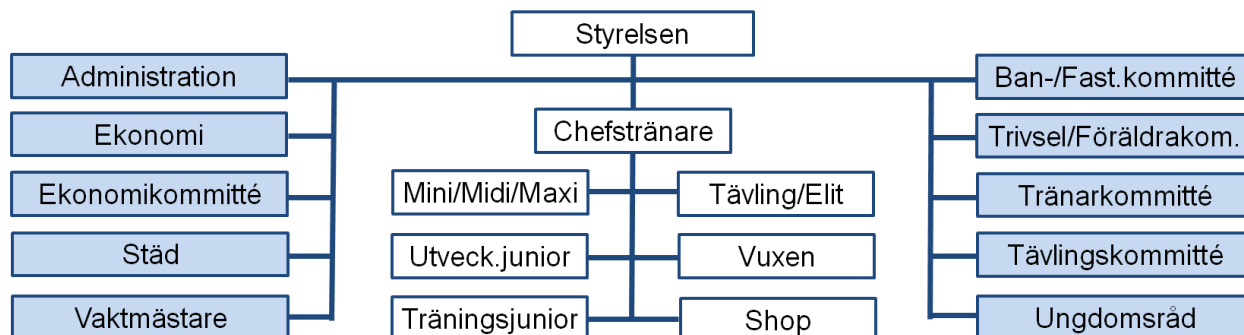 Styrelsen
Administration
Ban-/Fast.kommitté
Ekonomi
Chefstränare
Trivsel/Föräldrakom.
Ekonomikommitté
Mini/Midi/Maxi
Tävling/Elit
Tränarkommitté
Städ
Utveck.junior
Vuxen
Tävlingskommitté
Vaktmästare
Träningsjunior
Shop
Ungdomsråd